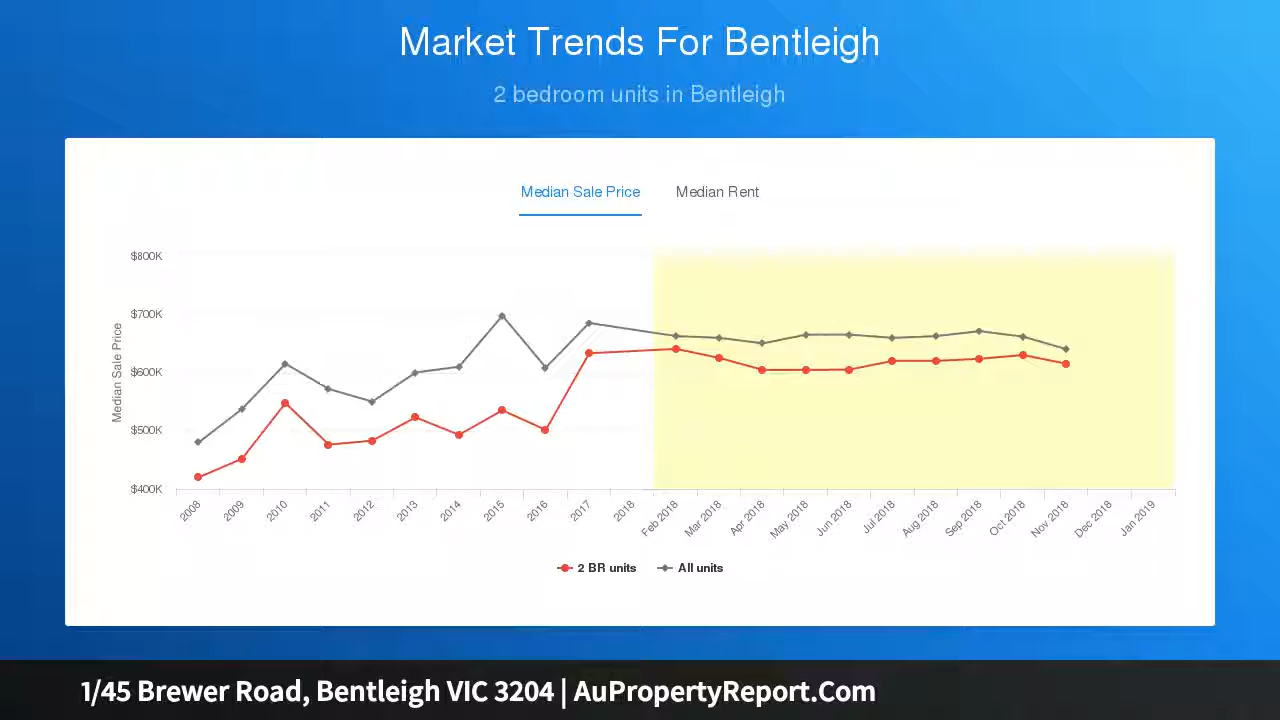 Market Trends For Bentleigh
2 bedroom units in Bentleigh
Median Sale Price Median Rent
$800K
$700K
$600K
$500K
$400K
Median Sale Price
2008 2009 2010 2011 2012 2013 2014 2015 2016 2017 2018 Feb 2018 Mar 2018 Apr 2018 May 2018 Jun 2018 Jul 2018 Aug 2018 Sep 2018 Oct 2018 Nov 2018 Dec 2018 Jan 2019
2 BR units All units
1/45 Brewer Road, Bentleigh VIC 3204 | AuPropertyReport.Com